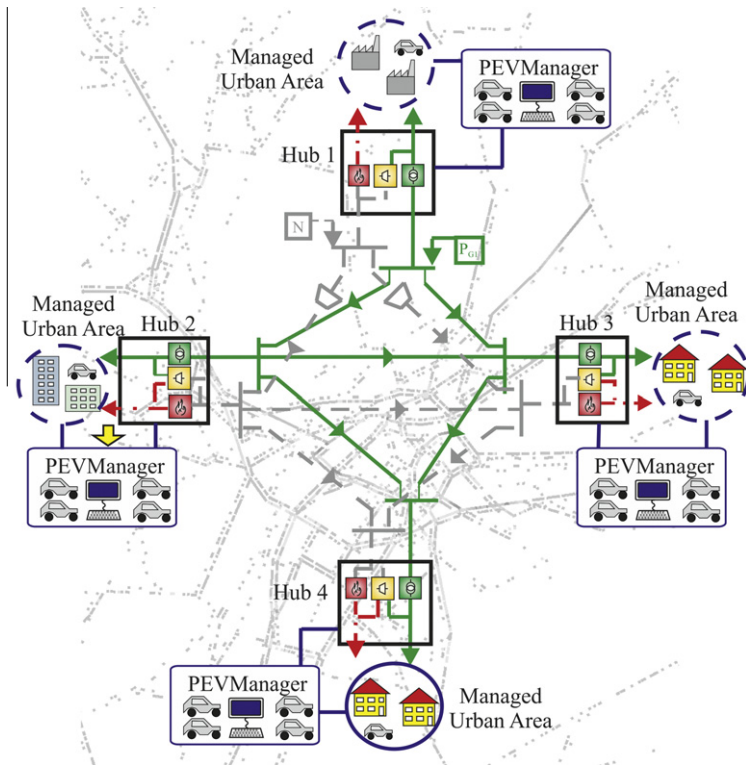 Managed
Urban Area
PEVManager
Hub 1
N
P_G1
Managed
Urban Area
Hub 2
Hub 3
Managed
Urban Area
PEVManager
PEVManager
Hub 4
PEVManager
Managed
Urban Area